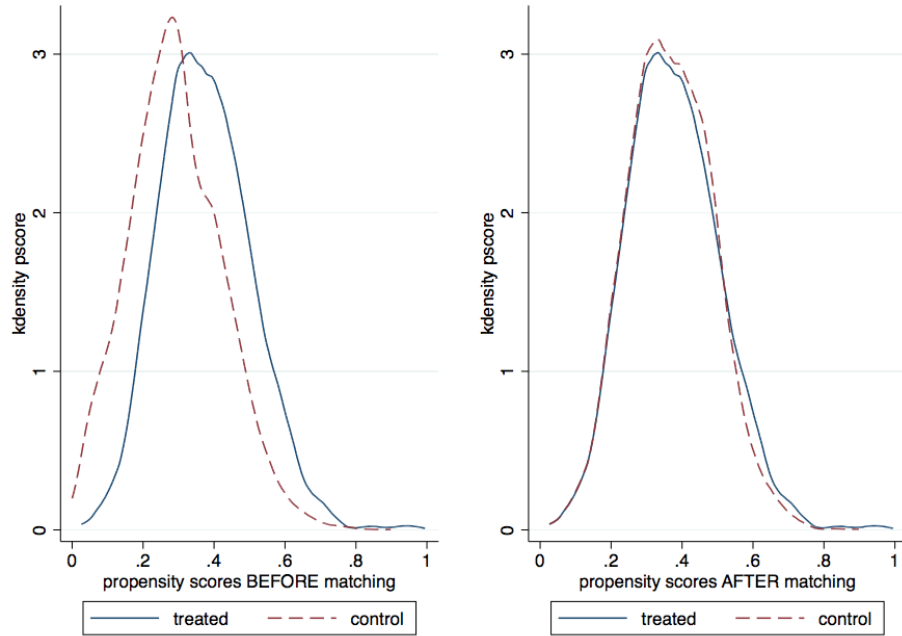 kdensity pscore
0
1
2
3
0
.2
.4
.6
.8
1
propensity scores BEFORE matching
treated
control
kdensity pscore
0
1
2
3
0
.2
.4
.6
.8
1
propensity scores AFTER matching
treated
control